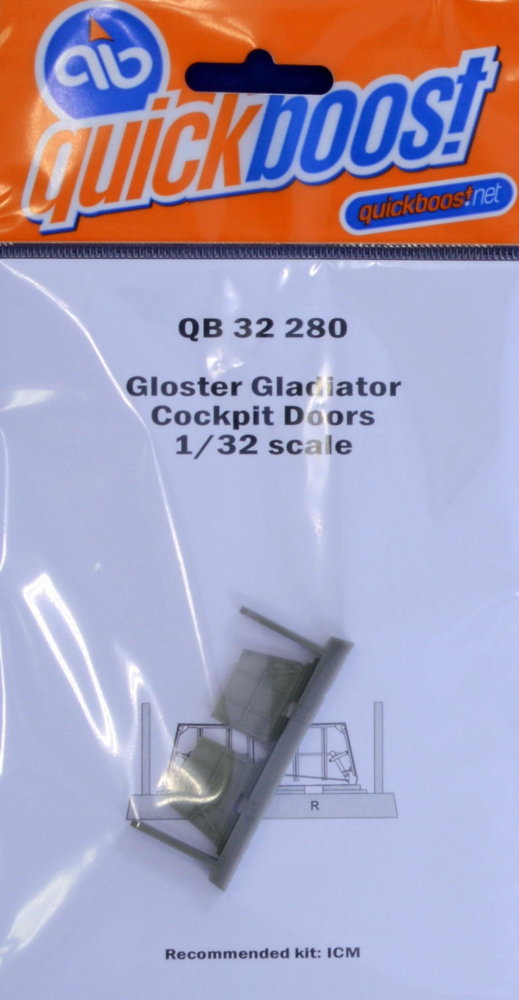 qb
quickboost
quickboost.net
QB 32 280
Gloster Gladiator
Cockpit Doors
1/32 scale
R
Recommended kit: ICM